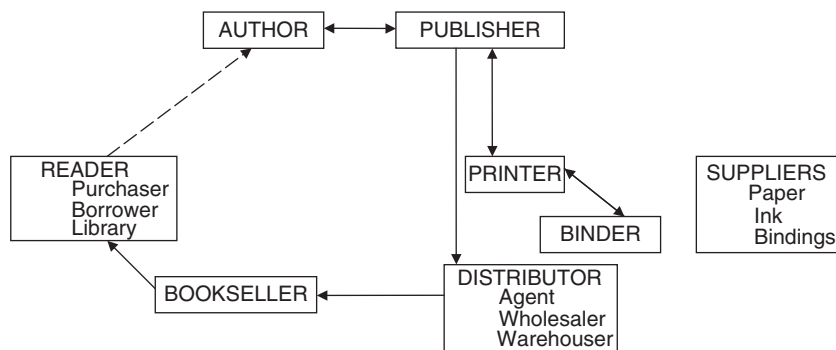 AUTHOR
PUBLISHER
READER
Purchaser
Borrower
Library
PRINTER
SUPPLIERS
Paper
Ink
Bindings
BINDER
BOOKSELLER
DISTRIBUTOR
Agent
Wholesaler
Warehouser